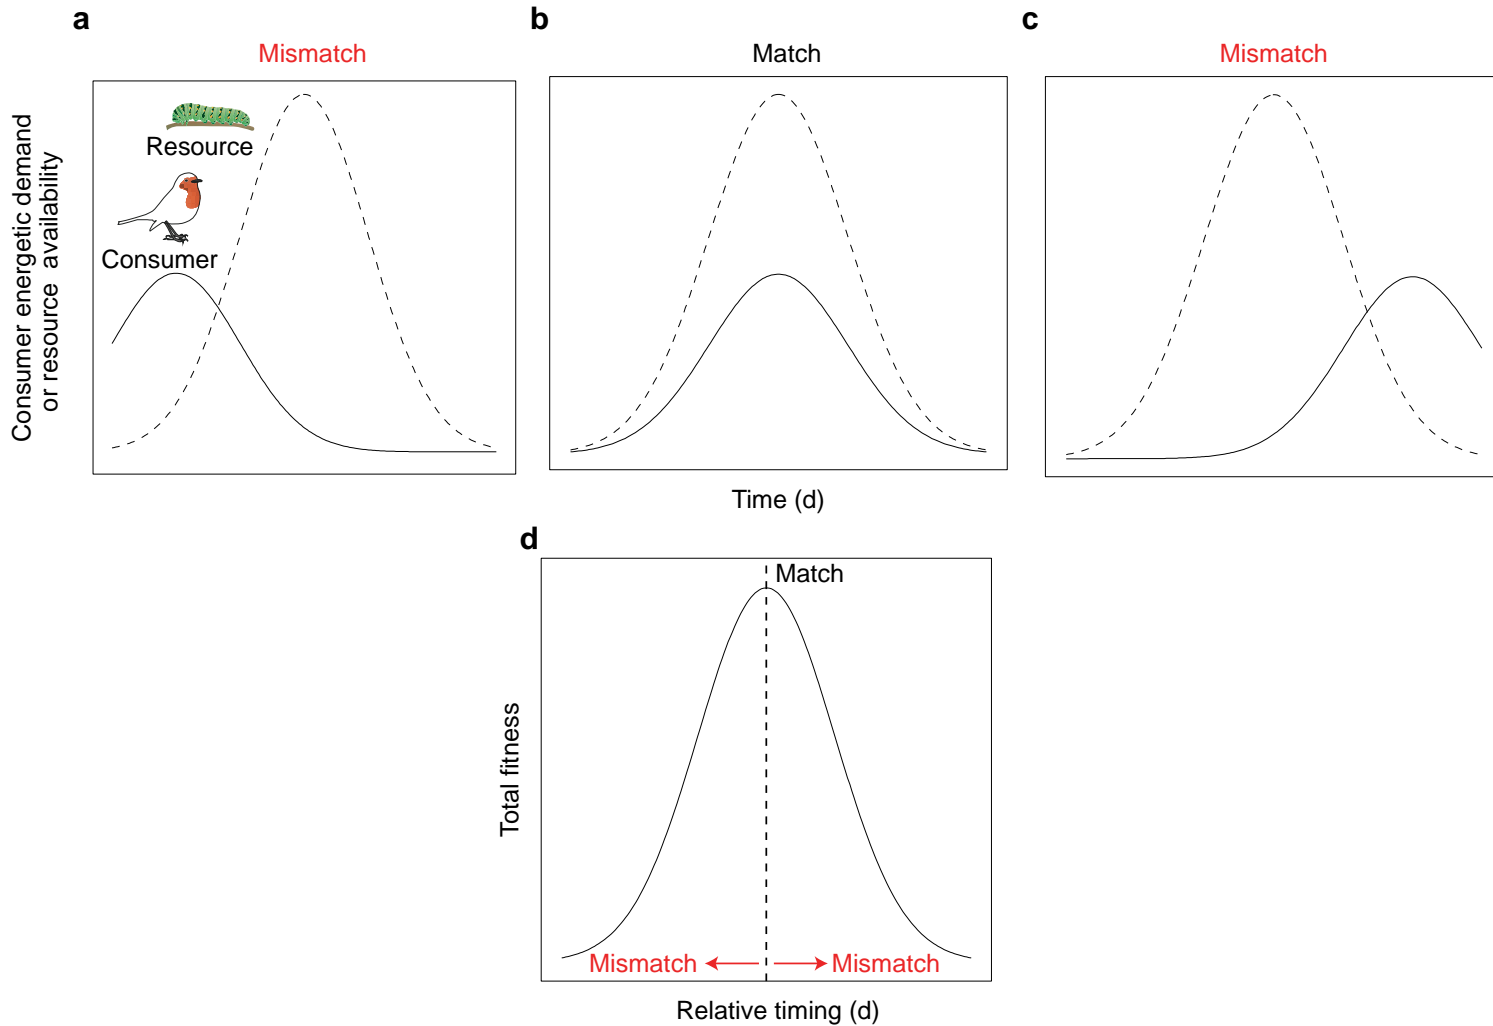 a
Mismatch
b
Match
c
Mismatch
Consumer energetic demand
or resource availability
Resource
Consumer
Time (d)
d
Match
Total fitness
Mismatch
Mismatch
Relative timing (d)